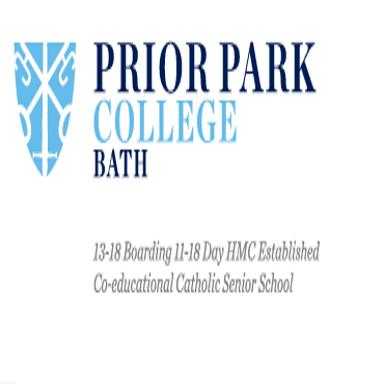 PRIOR PARK
COLLEGE
BATH
13-18 Boarding 11-18 Day HMC Established
Co-educational Catholic Senior School